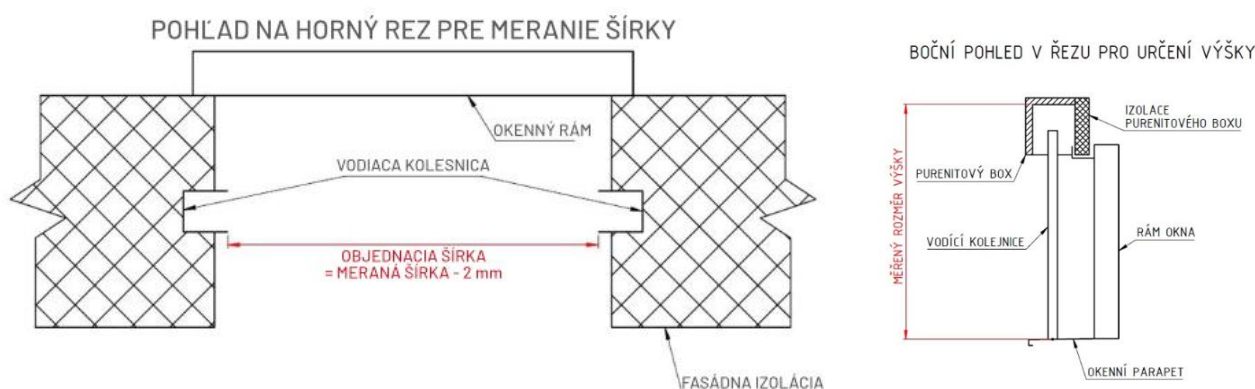 POHĽAD NA HORNÝ REZ PRE MERANIE ŠÍRKY
OKENNÝ RÁM
VODIACA KOLESNICA
OBJEDNACIA ŠÍRKA
= MERANÁ ŠÍRKA - 2 mm
FASÁDNA IZOLÁCIA
BOČNÍ POHLED V ŘEZU PRO URČENÍ VÝŠKY
IZOLACE
PURENITOVÉHO BOXU
PURENITOVÝ BOX
MĚŘENÝ ROZMĚR VÝŠKY
VODÍCÍ KOLEJNICE
RÁM OKNA
OKENNÍ PARAPET